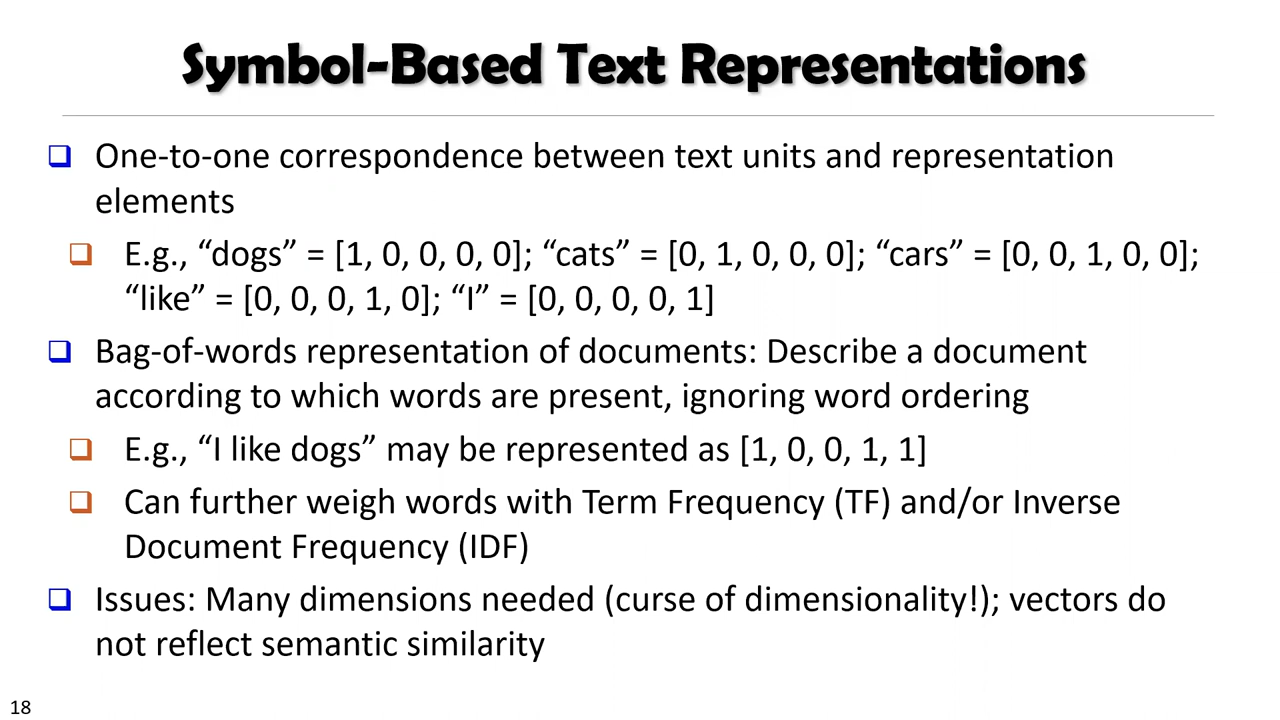 Symbol-Based Text Representations
❑ One-to-one correspondence between text units and representation
elements
❑ E.g., “dogs” = [1, 0, 0, 0, 0]; “cats” = [0, 1, 0, 0, 0]; “cars” = [0, 0, 1, 0, 0];
“like” = [0, 0, 0, 1, 0]; “I” = [0, 0, 0, 0, 1]
❑ Bag-of-words representation of documents: Describe a document
according to which words are present, ignoring word ordering
❑ E.g., “I like dogs” may be represented as [1, 0, 0, 1, 1]
❑ Can further weigh words with Term Frequency (TF) and/or Inverse
Document Frequency (IDF)
❑ Issues: Many dimensions needed (curse of dimensionality!); vectors do
not reflect semantic similarity
18